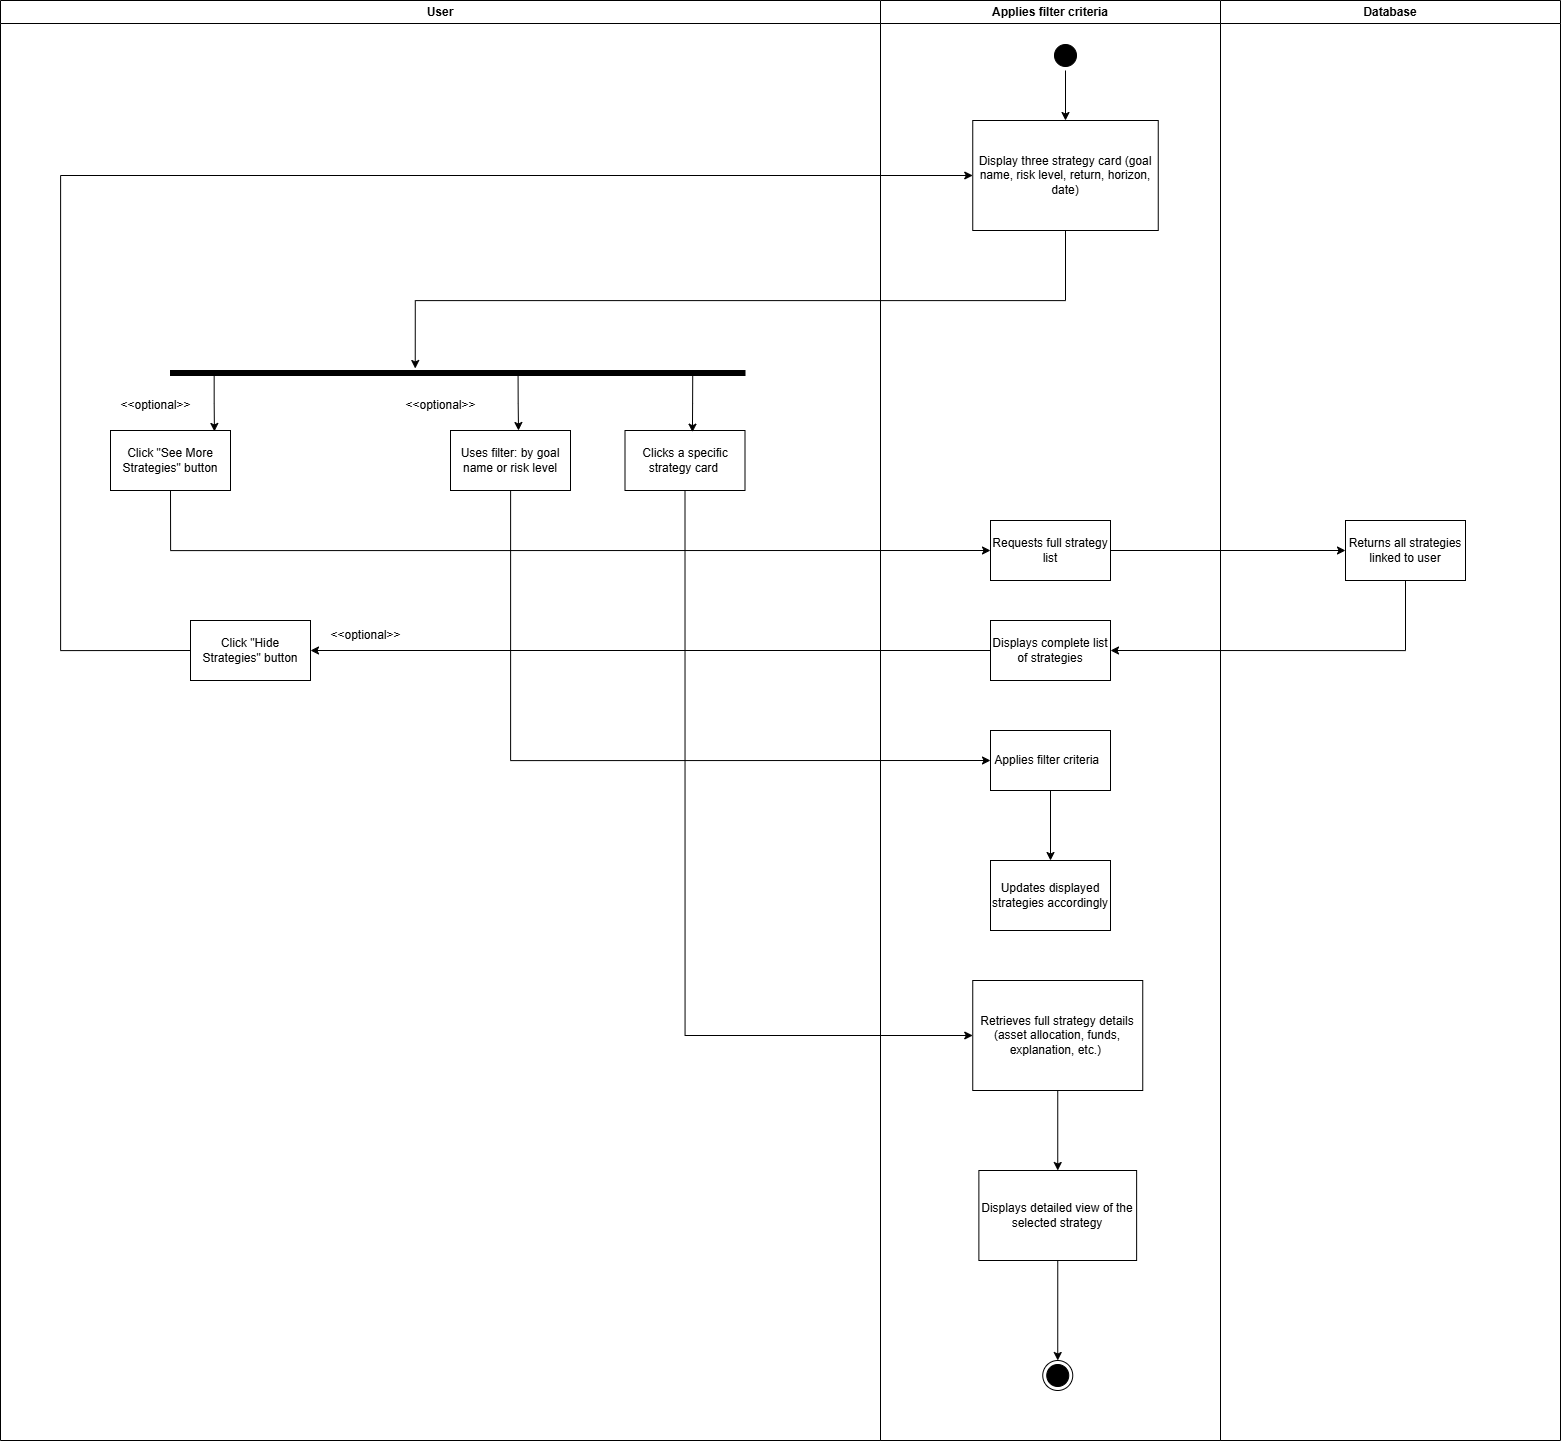 User
Applies filter criteria
Database
Display three strategy card (goal
name, risk level, return, horizon,
date)
<<optional>>
<<optional>>
Click "See More
Strategies" button
Uses filter: by goal
name or risk level
Clicks a specific
strategy card
Requests full strategy
list
Returns all strategies
linked to user
Click "Hide
Strategies" button
<<optional>>
Displays complete list
of strategies
Applies filter criteria
Updates displayed
strategies accordingly
Retrieves full strategy details
(asset allocation, funds,
explanation, etc.)
Displays detailed view of the
selected strategy